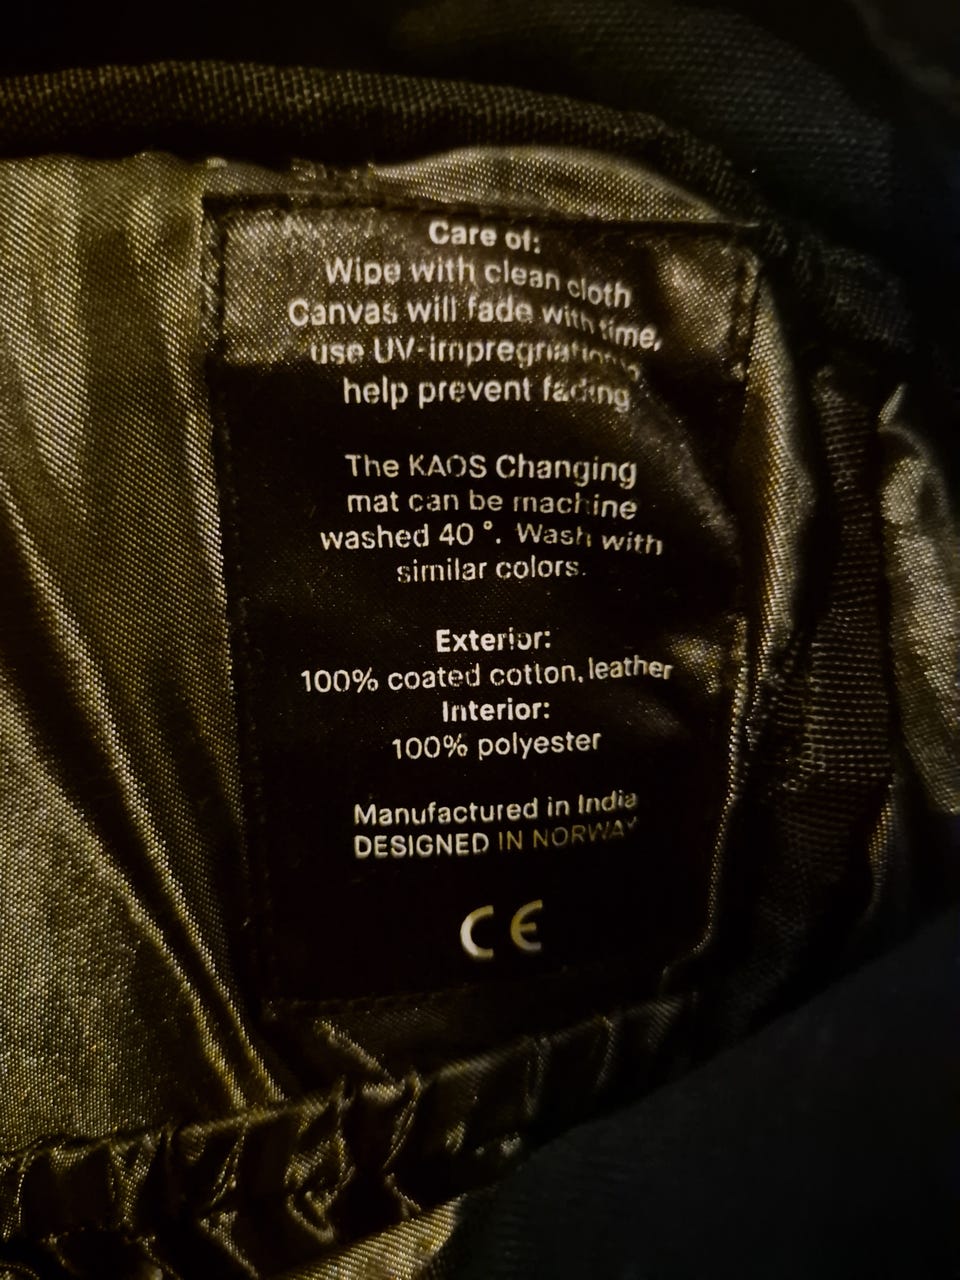 Care of:
Wipe with clean cloth
Canvas will fade with time,
use UV-impregnation
help prevent fading
The KAOS Changing
mat can be machine
washed 40 °. Wash with
similar colors.
Exterior:
100% coated cotton, leather
Interior:
100% polyester
Manufactured in India
DESIGNED IN NORWAY
CE